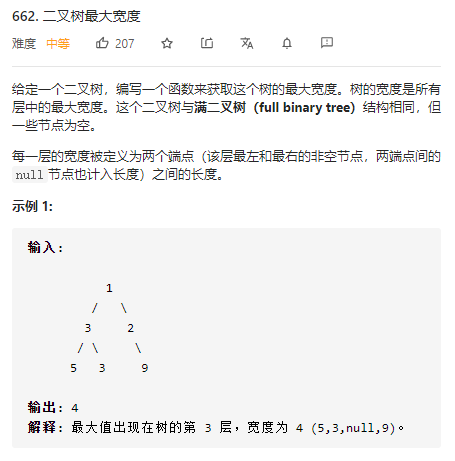 662. 二叉树最大宽度
难度 中等 207
给定一个二叉树，编写一个函数来获取这个树的最大宽度。树的宽度是所有
层中的最大宽度。这个二叉树与满二叉树（full binary tree）结构相同，但
一些节点为空。
每一层的宽度被定义为两个端点（该层最左和最右的非空节点，两端点间的
null 节点也计入长度）之间的长度。
示例 1:
输入:
1
/ \
3 2
/ \ \
5 3 9
输出: 4
解释: 最大值出现在树的第 3 层，宽度为 4 (5,3,null,9)。